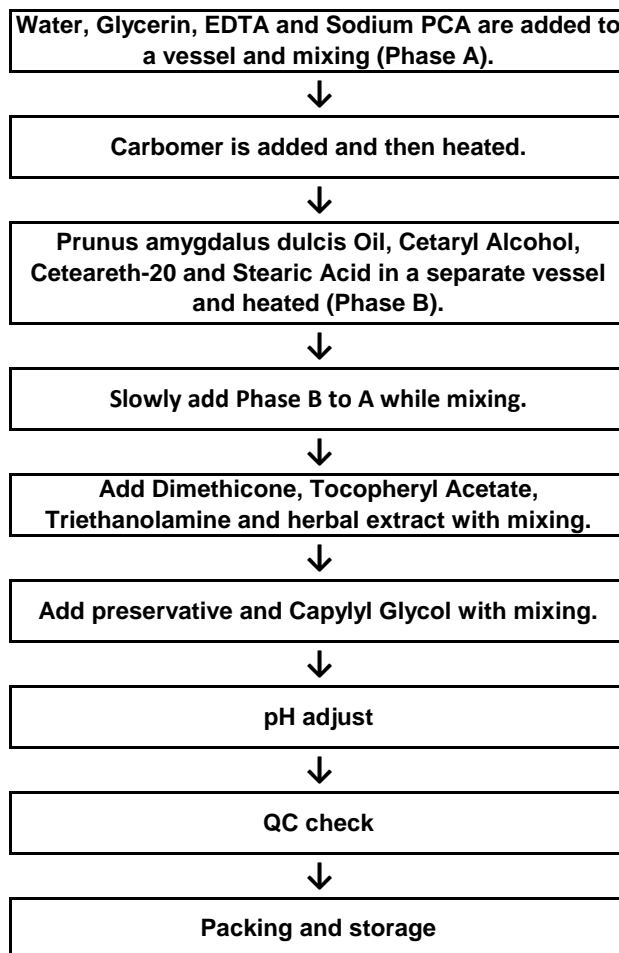 Water, Glycerin, EDTA and Sodium PCA are added to
a vessel and mixing (Phase A).
Carbomer is added and then heated.
Prunus amygdalus dulcis Oil, Cetaryl Alcohol,
Ceteareth-20 and Stearic Acid in a separate vessel
and heated (Phase B).
Slowly add Phase B to A while mixing.
Add Dimethicone, Tocopheryl Acetate,
Triethanolamine and herbal extract with mixing.
Add preservative and Capylyl Glycol with mixing.
pH adjust
QC check
Packing and storage